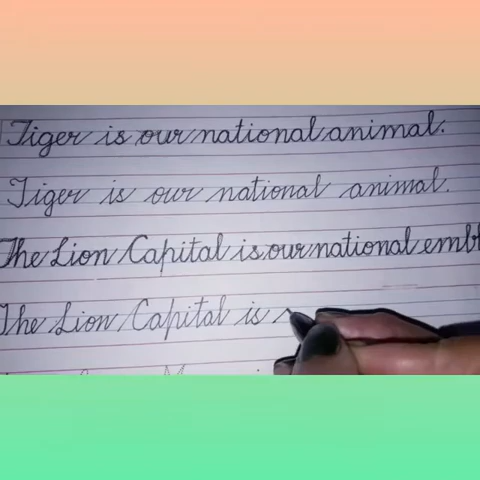 Tiger is our national animal.
Tiger is our national animal.
The Lion Capital is our national embl
The Lion Capital is